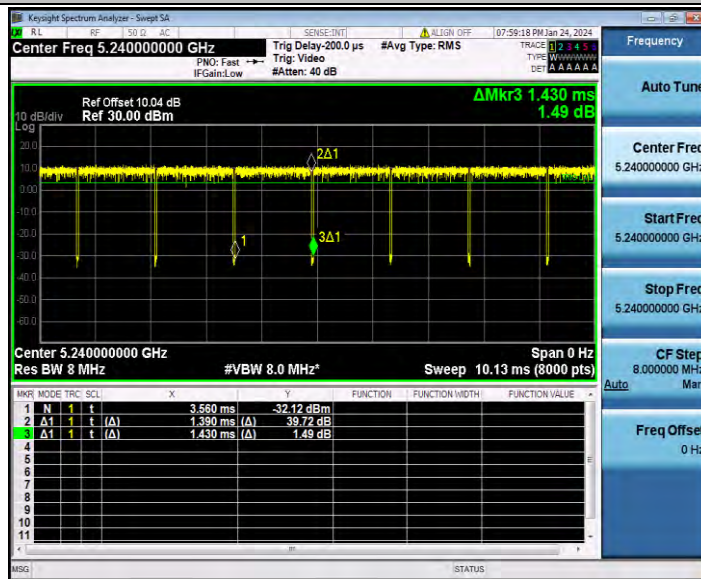 Keysight Spectrum Analyzer - Swept SA
RL RF 50 Ω AC SENSE:INT ALIGN OFF 07:59:18 PM Jan 24, 2024
Center Freq 5.240000000 GHz
PNO: Fast
IFGain:Low
Trig Delay-200.0 µs
Trig: Video
#Atten: 40 dB
#Avg Type: RMS
TRACE 1 2 3 4 5 6
TYPE W
DET A A A A A A
ΔMkr3 1.430 ms
1.49 dB
Ref Offset 10.04 dB
10 dB/div Ref 30.00 dBm
Log
20.0
10.0
0.00
-10.0
-20.0
-30.0
-40.0
-50.0
-60.0
2Δ1
1
3Δ1
Center 5.240000000 GHz Span 0 Hz
Res BW 8 MHz #VBW 8.0 MHz* Sweep 10.13 ms (8000 pts)
MKR MODE TRC SCL X Y FUNCTION FUNCTION WIDTH FUNCTION VALUE
1 N 1 t 3.560 ms -32.12 dBm
2 Δ1 1 t (Δ) 1.390 ms (Δ) 39.72 dB
3 Δ1 1 t (Δ) 1.430 ms (Δ) 1.49 dB
4
5
6
7
8
9
10
11
MSG STATUS
Frequency
Auto Tune
Center Freq
5.240000000 GHz
Start Freq
5.240000000 GHz
Stop Freq
5.240000000 GHz
CF Step
8.000000 MHz
Auto Man
Freq Offset
0 Hz